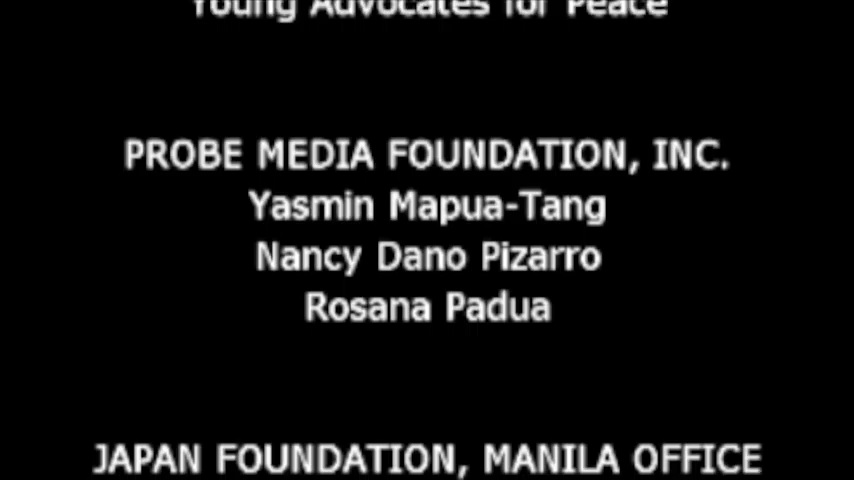 Young Advocates for Peace
PROBE MEDIA FOUNDATION, INC.
Yasmin Mapua-Tang
Nancy Dano Pizarro
Rosana Padua
JAPAN FOUNDATION, MANILA OFFICE